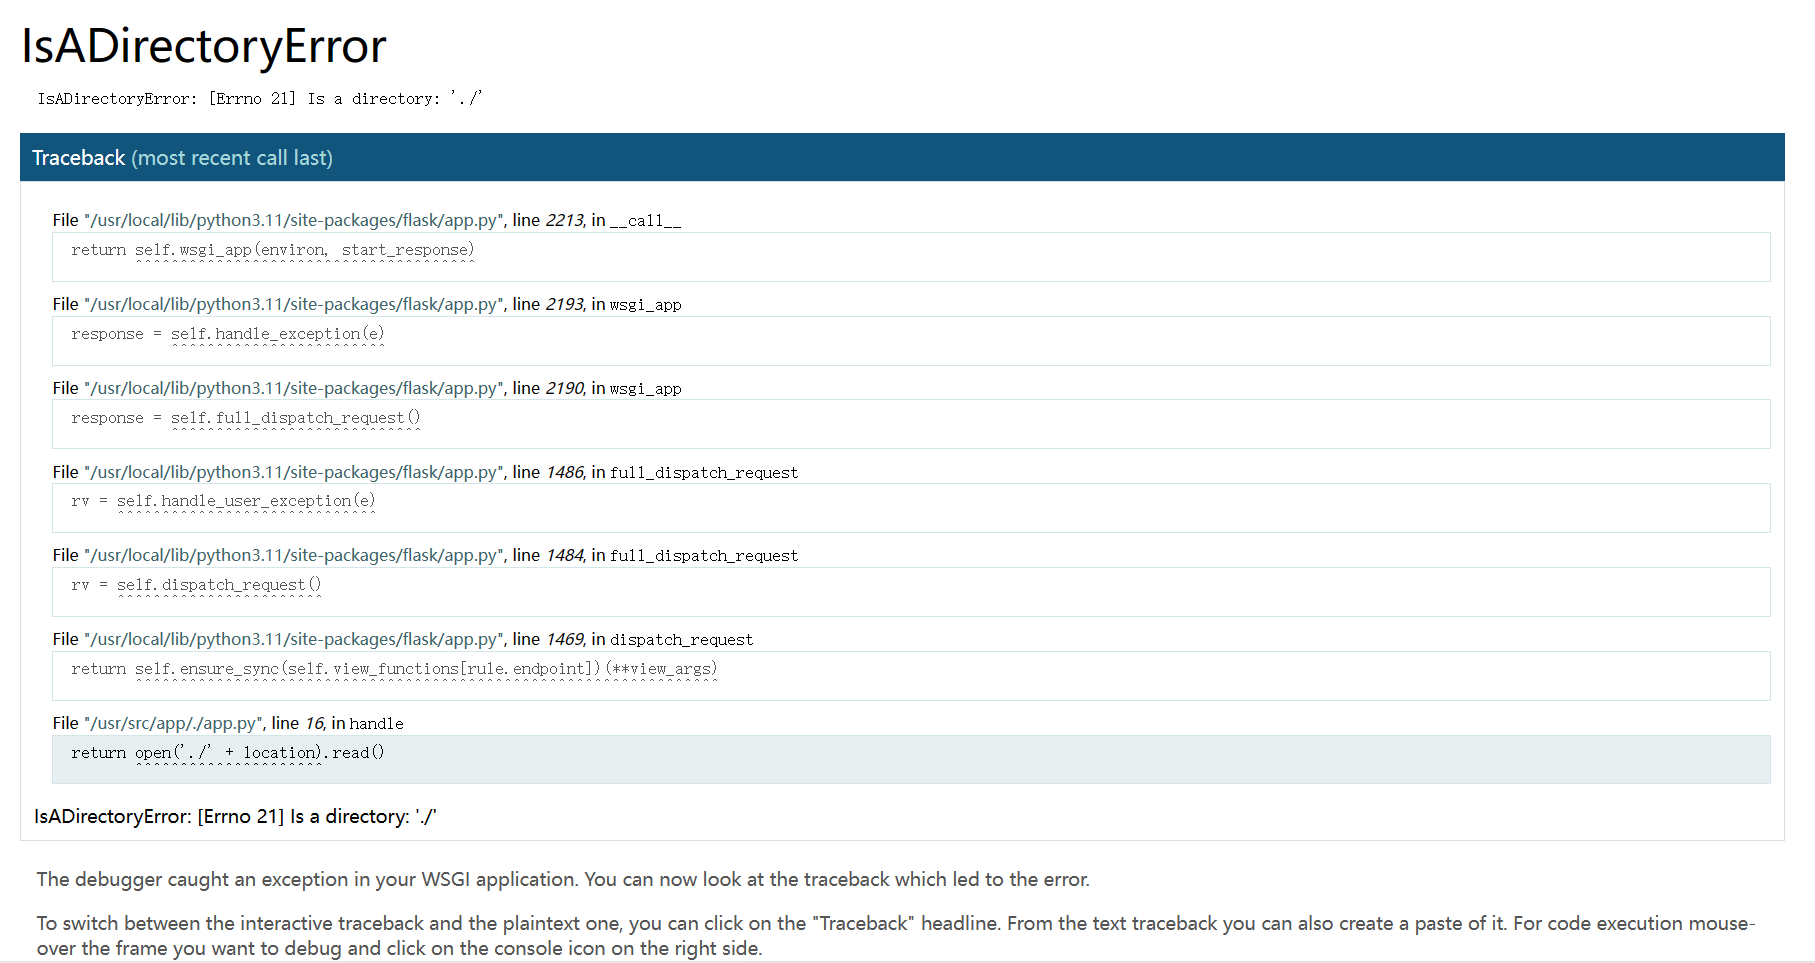 IsADirectoryError
IsADirectoryError: [Errno 21] Is a directory: './'
Traceback (most recent call last)
File "/usr/local/lib/python3.11/site-packages/flask/app.py", line 2213, in __call__
return self.wsgi_app(environ, start_response)
File "/usr/local/lib/python3.11/site-packages/flask/app.py", line 2193, in wsgi_app
response = self.handle_exception(e)
File "/usr/local/lib/python3.11/site-packages/flask/app.py", line 2190, in wsgi_app
response = self.full_dispatch_request()
File "/usr/local/lib/python3.11/site-packages/flask/app.py", line 1486, in full_dispatch_request
rv = self.handle_user_exception(e)
File "/usr/local/lib/python3.11/site-packages/flask/app.py", line 1484, in full_dispatch_request
rv = self.dispatch_request()
File "/usr/local/lib/python3.11/site-packages/flask/app.py", line 1469, in dispatch_request
return self.ensure_sync(self.view_functions[rule.endpoint])(**view_args)
File "/usr/src/app/./app.py", line 16, in handle
return open('./' + location).read()
IsADirectoryError: [Errno 21] Is a directory: './'
The debugger caught an exception in your WSGI application. You can now look at the traceback which led to the error.
To switch between the interactive traceback and the plaintext one, you can click on the "Traceback" headline. From the text traceback you can also create a paste of it. For code execution mouse-
over the frame you want to debug and click on the console icon on the right side.